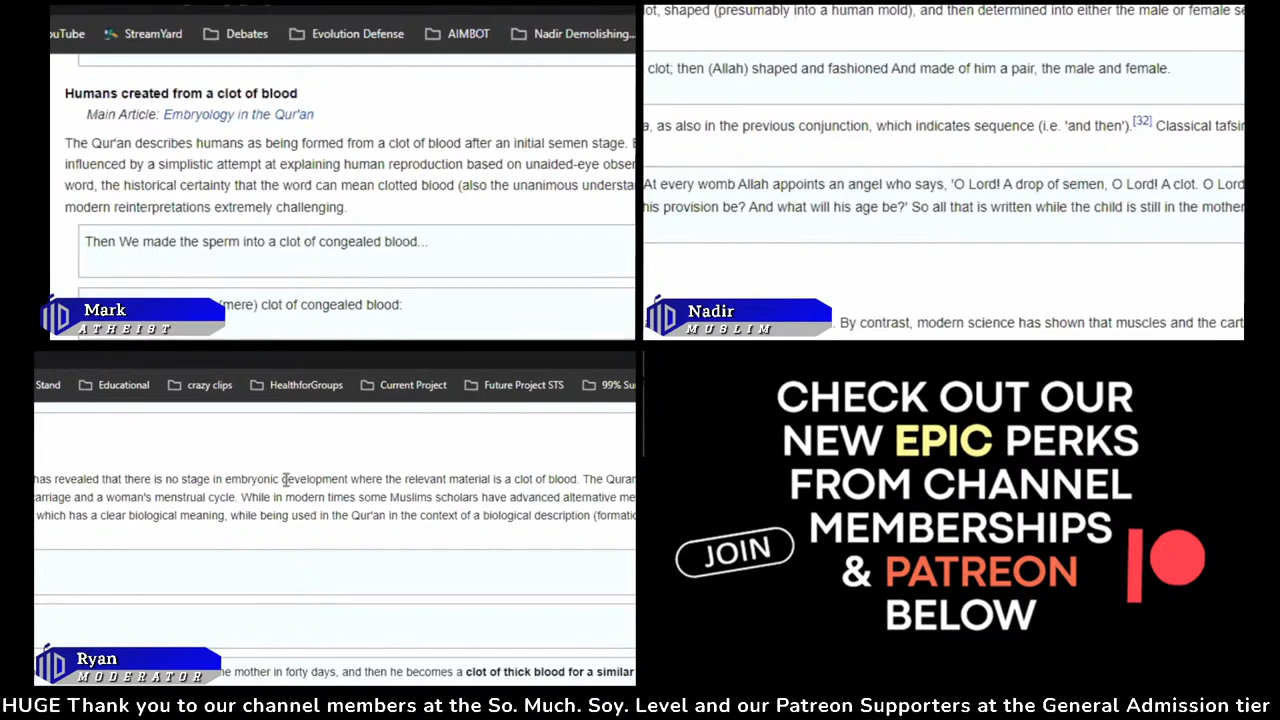 ouTube StreamYard Debates Evolution Defense AIMBOT Nadir Demolishing...
Humans created from a clot of blood
Main Article: Embryology in the Qur'an
The Qur'an describes humans as being formed from a clot of blood after an initial semen stage.
influenced by a simplistic attempt at explaining human reproduction based on unaided-eye obser
word, the historical certainty that the word can mean clotted blood (also the unanimous understa
modern reinterpretations extremely challenging.
Then We made the sperm into a clot of congealed blood...
(mere) clot of congealed blood:
Mark
ATHEIST
lot, shaped (presumably into a human mold), and then determined into either the male or female se
clot; then (Allah) shaped and fashioned And made of him a pair, the male and female.
a, as also in the previous conjunction, which indicates sequence (i.e. 'and then').[32] Classical tafsir
At every womb Allah appoints an angel who says, 'O Lord! A drop of semen, O Lord! A clot. O Lord
his provision be? And what will his age be?' So all that is written while the child is still in the mother
. By contrast, modern science has shown that muscles and the cart
Nadir
MUSLIM
Stand Educational crazy clips HealthforGroups Current Project Future Project STS 99% Su
has revealed that there is no stage in embryonic development where the relevant material is a clot of blood. The Quran
carriage and a woman's menstrual cycle. While in modern times some Muslims scholars have advanced alternative me
which has a clear biological meaning, while being used in the Qur'an in the context of a biological description (formatio
he mother in forty days, and then he becomes a clot of thick blood for a similar
Ryan
MODERATOR
CHECK OUT OUR
NEW EPIC PERKS
FROM CHANNEL
MEMBERSHIPS
& PATREON
BELOW
JOIN
HUGE Thank you to our channel members at the So. Much. Soy. Level and our Patreon Supporters at the General Admission tier